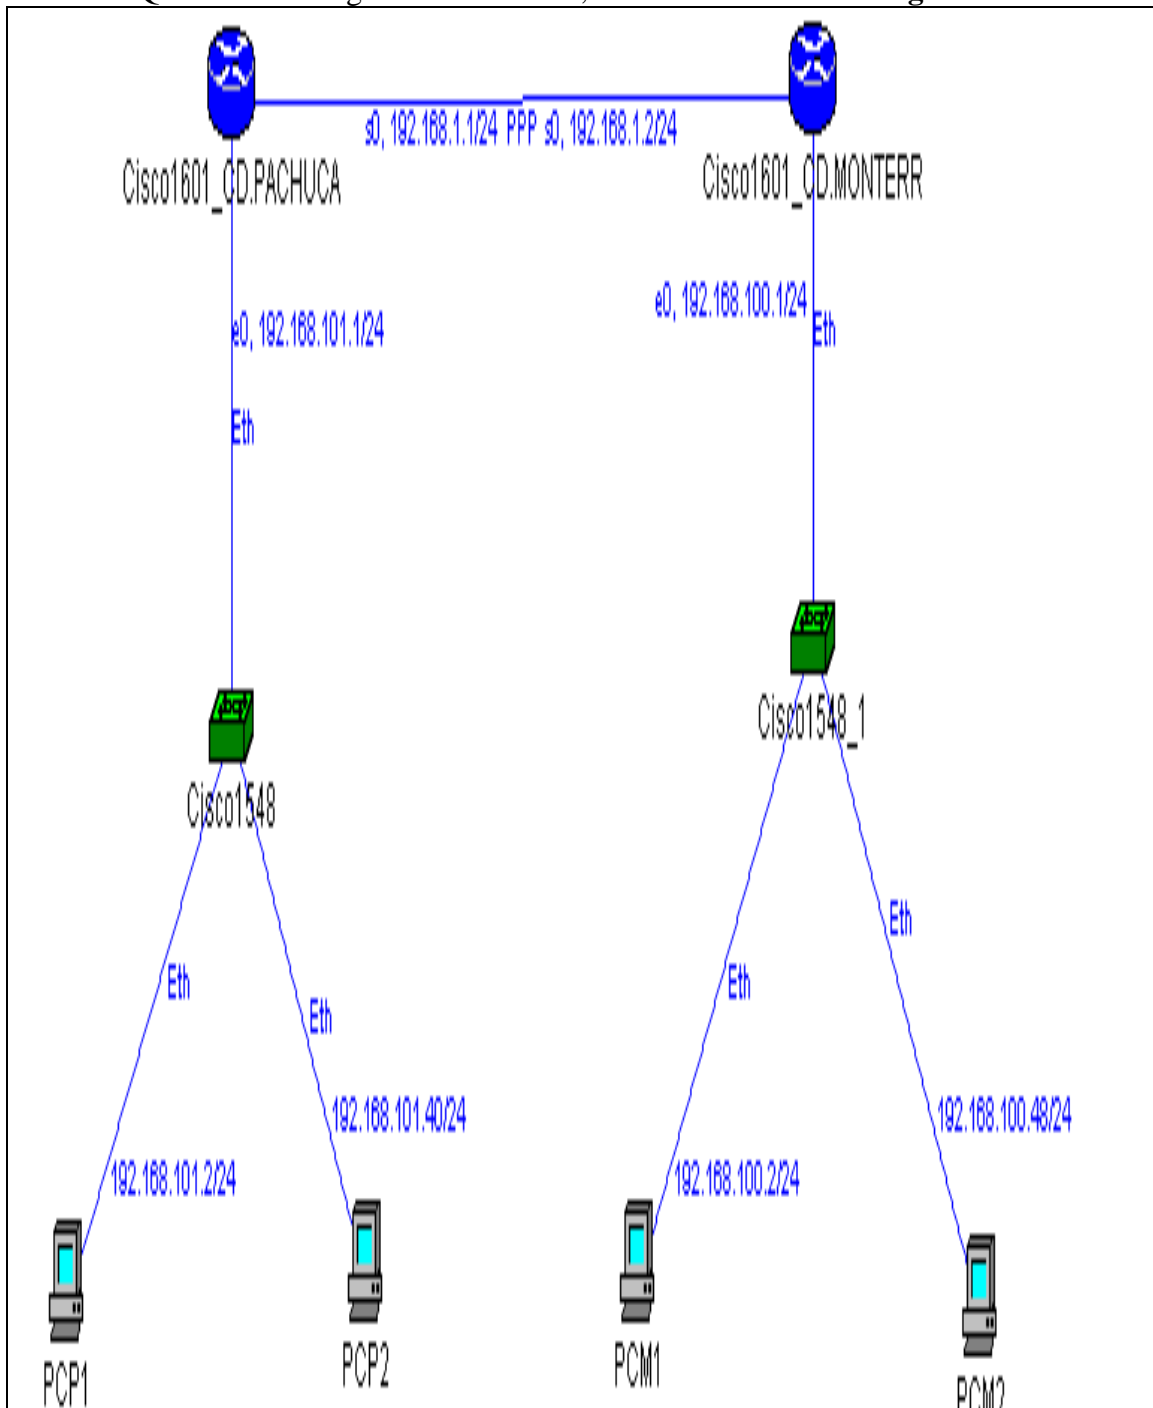 s0, 192.168.1.1/24 PPP s0, 192.168.1.2/24
Cisco1601_CD.PACHUCA
Cisco1601_CD.MONTERR
e0, 192.168.100.1/24
e0, 192.168.101.1/24
Eth
Eth
Cisco1548_1
Cisco1548
Eth
Eth
Eth
Eth
192.168.101.40/24
192.168.100.48/24
192.168.101.2/24
192.168.100.2/24
PCP1
PCP2
PCM1
PCM2